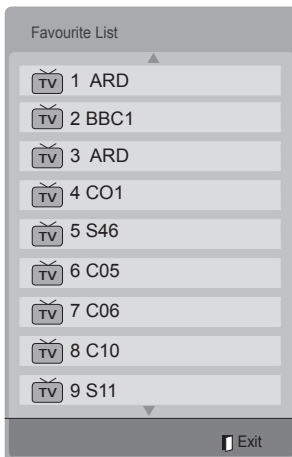 Favourite List
TV 1 ARD
TV 2 BBC1
TV 3 ARD
TV 4 CO1
TV 5 S46
TV 6 C05
TV 7 C06
TV 8 C10
TV 9 S11
Exit